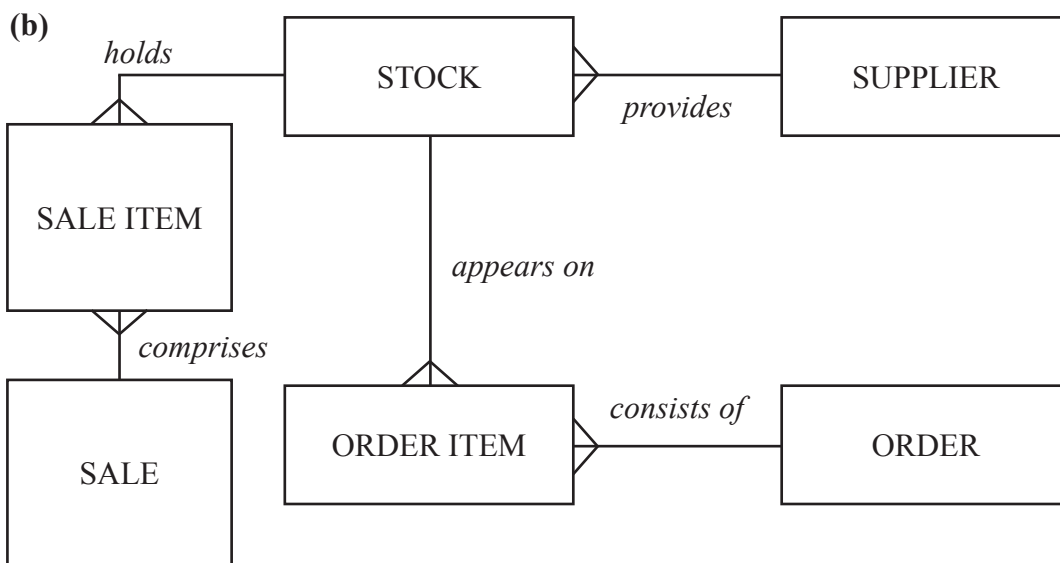 (b)
holds
STOCK
SUPPLIER
provides
SALE ITEM
appears on
comprises
consists of
ORDER ITEM
ORDER
SALE